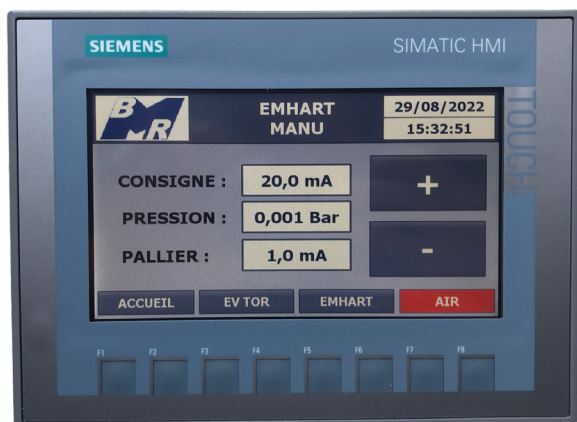 SIEMENS SIMATIC HMI
TOUCH
BMR EMHART 29/08/2022
MANU 15:32:51
CONSIGNE : 20,0 mA +
PRESSION : 0,001 Bar
PALLIER : 1,0 mA -
ACCUEIL EV TOR EMHART AIR
F1 F2 F3 F4 F5 F6 F7 F8